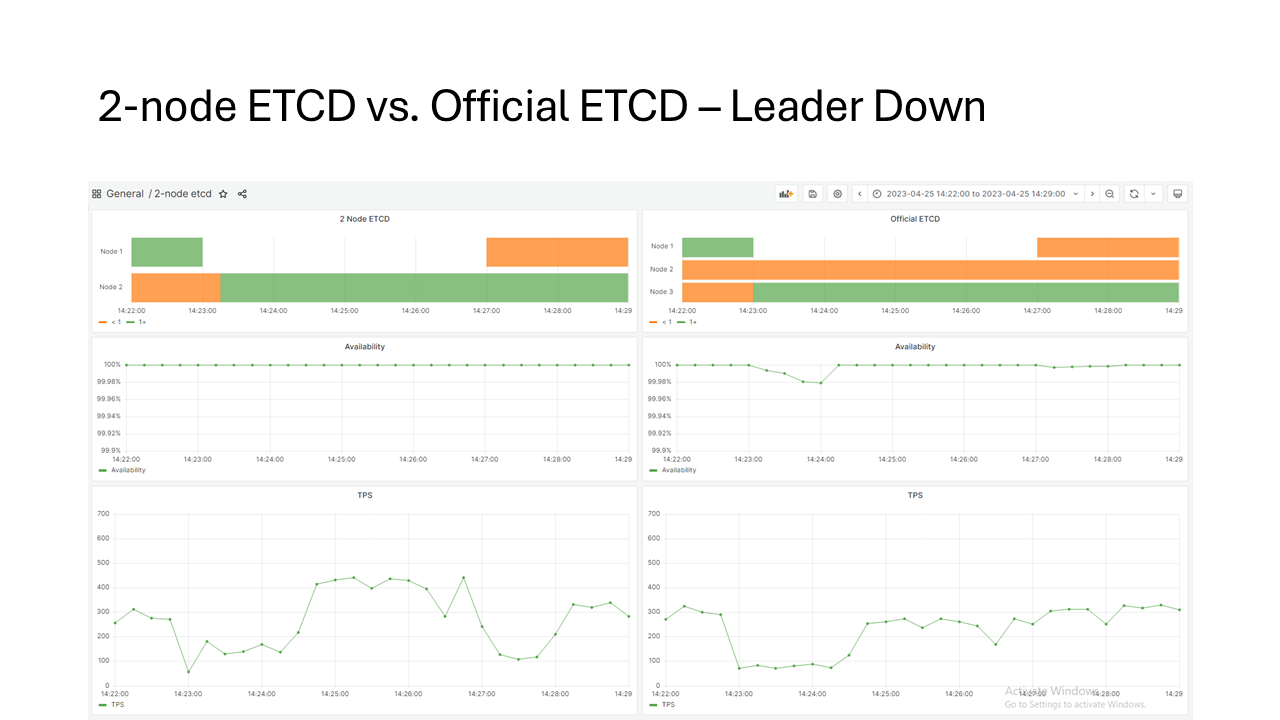 2-node ETCD vs. Official ETCD – Leader Down
General / 2-node etcd
2023-04-25 14:22:00 to 2023-04-25 14:29:00
2 Node ETCD
Node 1
Node 2
14:22:00 14:23:00 14:24:00 14:25:00 14:26:00 14:27:00 14:28:00 14:29
< 1 1+
Official ETCD
Node 1
Node 2
Node 3
14:22:00 14:23:00 14:24:00 14:25:00 14:26:00 14:27:00 14:28:00 14:29
< 1 1+
Availability
100%
99.98%
99.96%
99.94%
99.92%
99.9%
14:22:00 14:23:00 14:24:00 14:25:00 14:26:00 14:27:00 14:28:00 14:29
Availability
Availability
100%
99.98%
99.96%
99.94%
99.92%
99.9%
14:22:00 14:23:00 14:24:00 14:25:00 14:26:00 14:27:00 14:28:00 14:29
Availability
TPS
700
600
500
400
300
200
100
0
14:22:00 14:23:00 14:24:00 14:25:00 14:26:00 14:27:00 14:28:00 14:29
TPS
TPS
700
600
500
400
300
200
100
0
14:22:00 14:23:00 14:24:00 14:25:00 14:26:00 14:27:00 14:28:00 14:29
TPS
Activate Windows
Go to Settings to activate Windows.